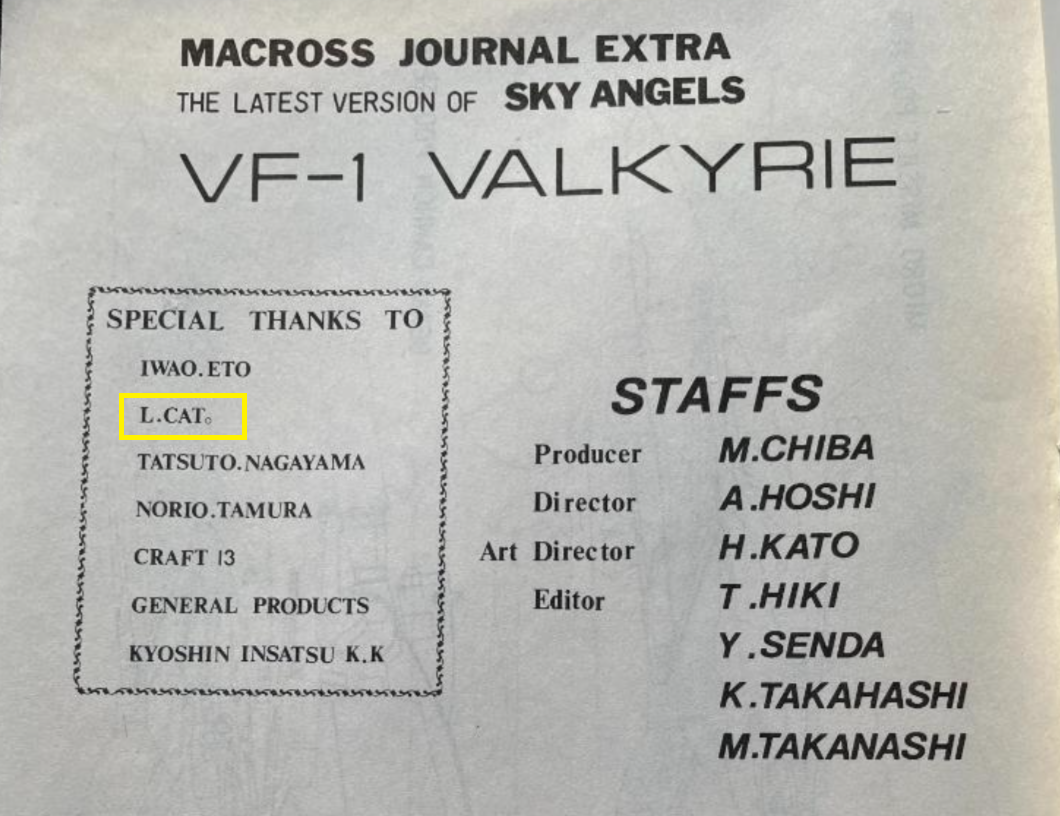 MACROSS JOURNAL EXTRA
THE LATEST VERSION OF SKY ANGELS
VF-1 VALKYRIE
SPECIAL THANKS TO
IWAO.ETO
L.CAT。
TATSUTO.NAGAYAMA
NORIO.TAMURA
CRAFT 13
GENERAL PRODUCTS
KYOSHIN INSATSU K.K
STAFFS
Producer M.CHIBA
Director A.HOSHI
Art Director H.KATO
Editor T.HIKI
Y.SENDA
K.TAKAHASHI
M.TAKANASHI